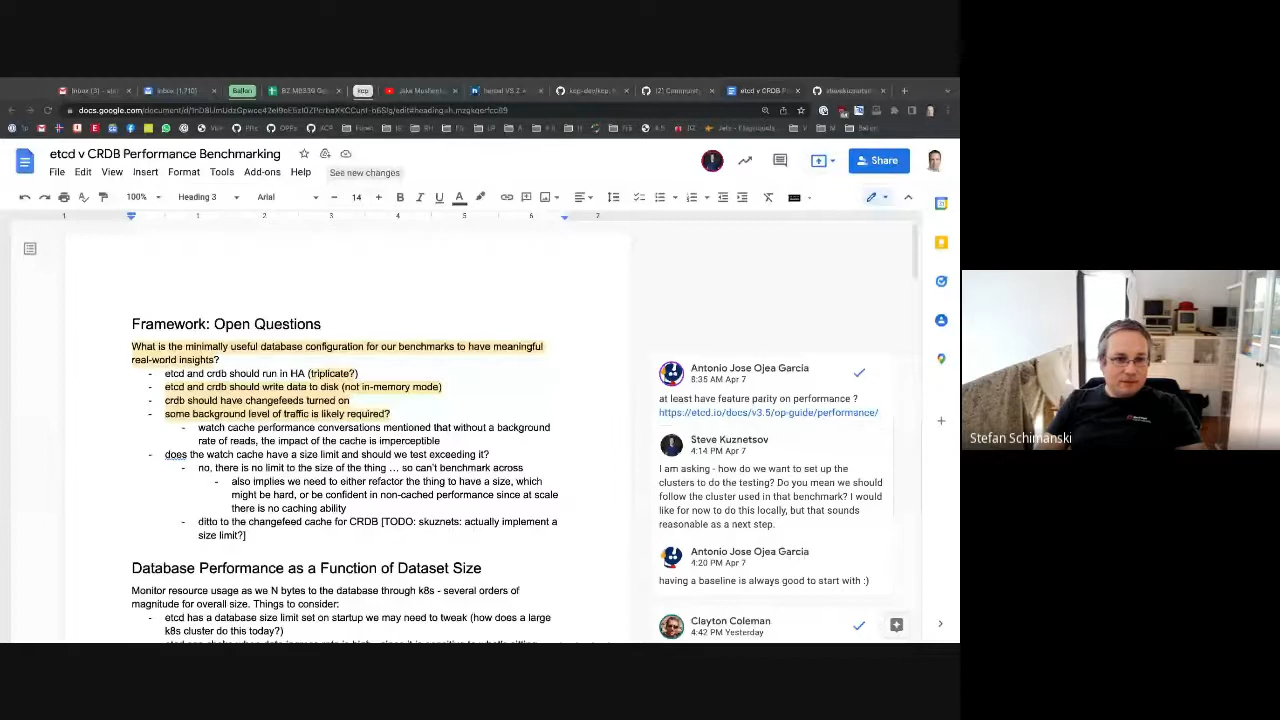 Inbox (1,710)
Ballon
kcp
docs.google.com
etcd v CRDB Performance Benchmarking
File Edit View Insert Format Tools Add-ons Help
See new changes
Share
100% Heading 3 Arial 14
1 1 2 3 4 5 6 7
Framework: Open Questions
What is the minimally useful database configuration for our benchmarks to have meaningful
real-world insights?
- etcd and crdb should run in HA (triplicate?)
- etcd and crdb should write data to disk (not in-memory mode)
- crdb should have changefeeds turned on
- some background level of traffic is likely required?
- watch cache performance conversations mentioned that without a background
rate of reads, the impact of the cache is imperceptible
- does the watch cache have a size limit and should we test exceeding it?
- no, there is no limit to the size of the thing … so can't benchmark across
- also implies we need to either refactor the thing to have a size, which
might be hard, or be confident in non-cached performance since at scale
there is no caching ability
- ditto to the changefeed cache for CRDB [TODO: skuznets: actually implement a
size limit?]
Database Performance as a Function of Dataset Size
Monitor resource usage as we N bytes to the database through k8s - several orders of
magnitude for overall size. Things to consider:
- etcd has a database size limit set on startup we may need to tweak (how does a large
k8s cluster do this today?)
Antonio Jose Ojea Garcia
8:35 AM Apr 7
at least have feature parity on performance ?
https://etcd.io/docs/v3.5/op-guide/performance/
Steve Kuznetsov
4:14 PM Apr 7
I am asking - how do we want to set up the
clusters to do the testing? Do you mean we should
follow the cluster used in that benchmark? I would
like for now to do this locally, but that sounds
reasonable as a next step.
Antonio Jose Ojea Garcia
4:20 PM Apr 7
having a baseline is always good to start with :)
Clayton Coleman
4:42 PM Yesterday
Stefan Schimanski